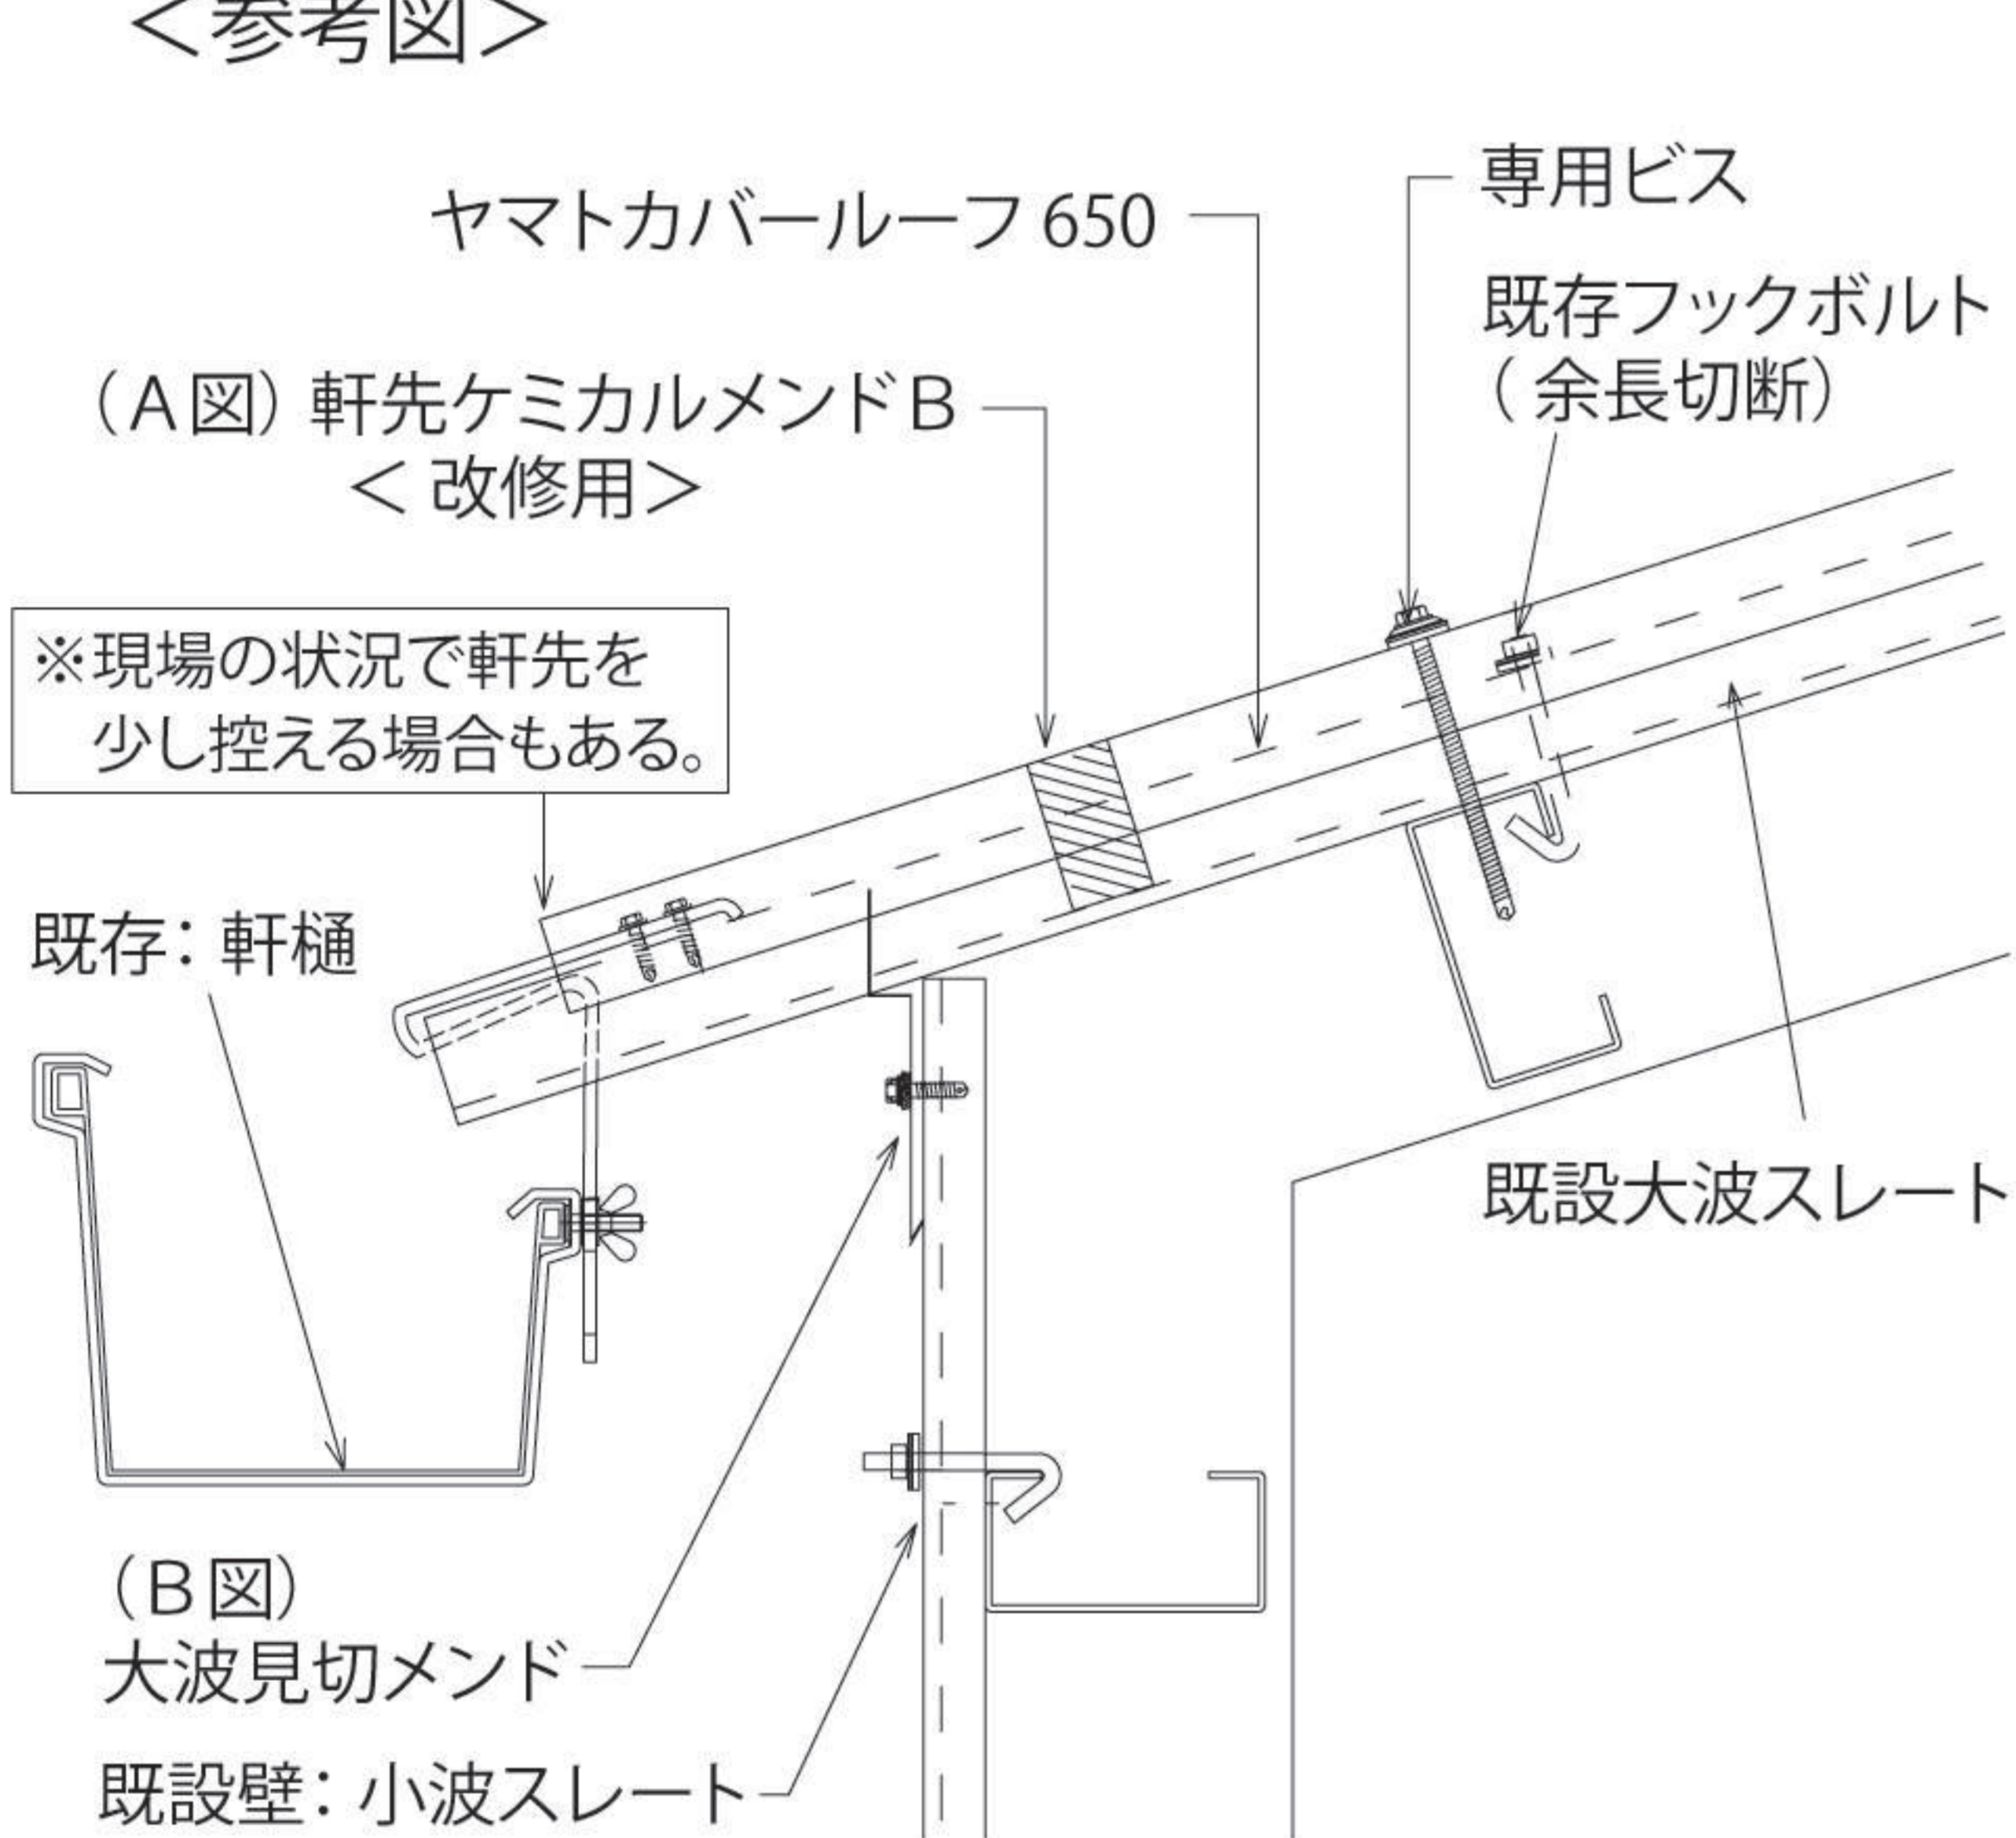 ＜参考図＞
ヤマトカバールーフ 650
専用ビス
既存フックボルト
（余長切断）
（A図）軒先ケミカルメンドB
＜改修用＞
※現場の状況で軒先を
少し控える場合もある。
既存：軒樋
既設大波スレート
（B図）
大波見切メンド
既設壁：小波スレート